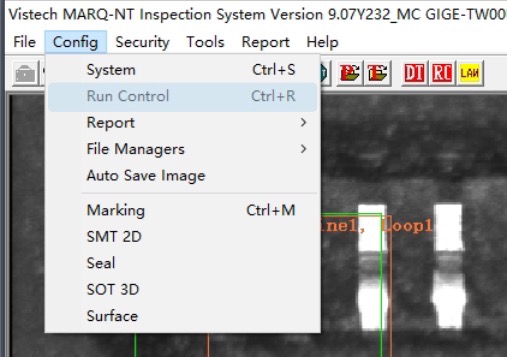 Vistech MARQ-NT Inspection System Version 9.07Y232_MC GIGE-TW00
File Config Security Tools Report Help
DI RC LAN
System Ctrl+S
Run Control Ctrl+R
Report
File Managers
Auto Save Image
Marking Ctrl+M
SMT 2D
Loop1
Seal
SOT 3D
Surface